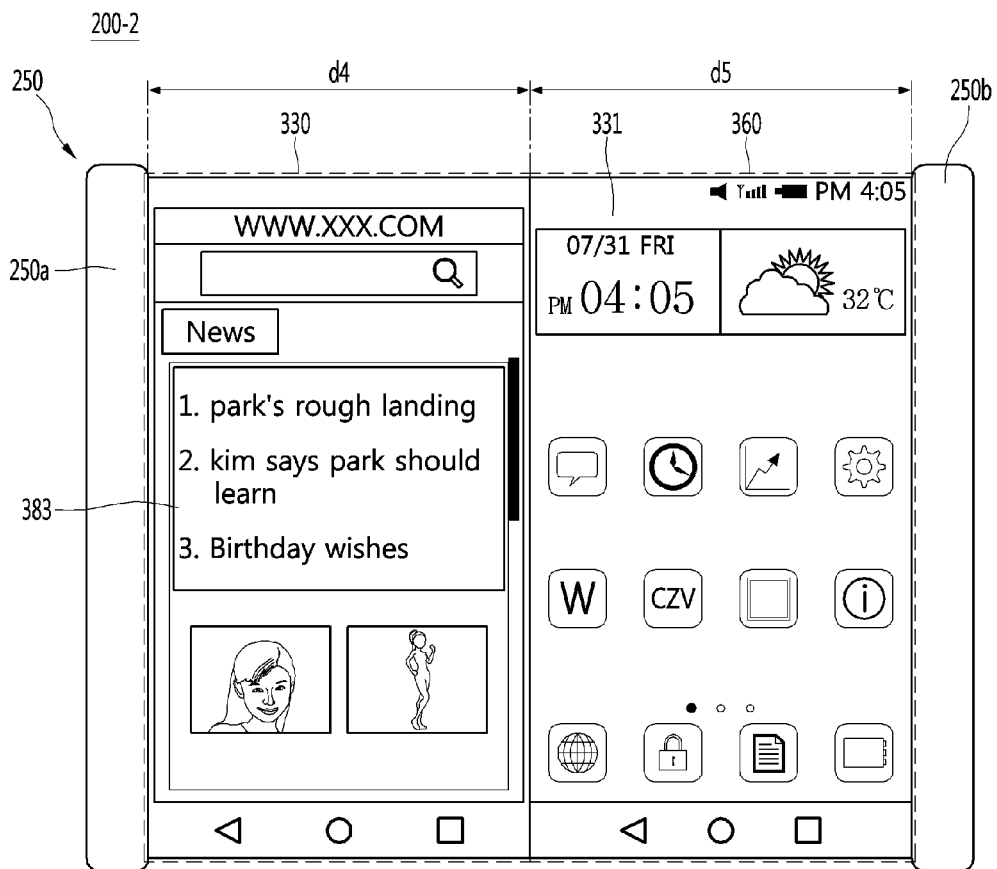 200-2
d4
d5
250
330
331
360
250b
PM 4:05
WWW.XXX.COM
07/31 FRI
PM 04:05
32℃
250a
News
1. park's rough landing
2. kim says park should
learn
383
3. Birthday wishes
W
CZV
i